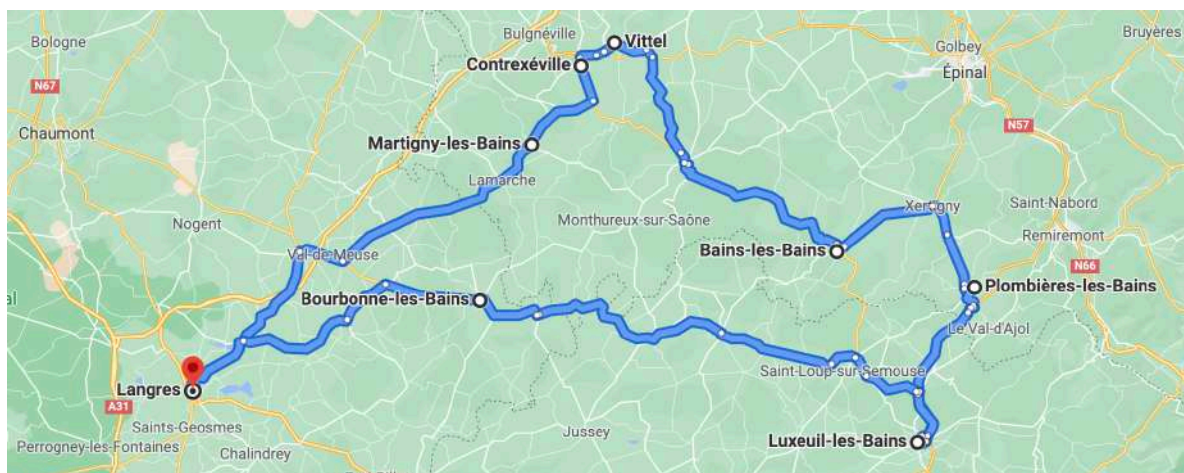 Bologne
Bulgnéville
Vittel
Golbey
Bruyères
Contrexéville
Épinal
N67
Chaumont
N57
Martigny-les-Bains
Lamarche
Nogent
Monthureux-sur-Saône
Xertigny
Saint-Nabord
Remiremont
Val-de-Meuse
Bains-les-Bains
N66
Bourbonne-les-Bains
Plombières-les-Bains
Le Val-d'Ajol
Saint-Loup-sur-Semouse
Langres
A31
Saints-Geosmes
Jussey
Luxeuil-les-Bains
Perrogney-les-Fontaines
Chalindrey